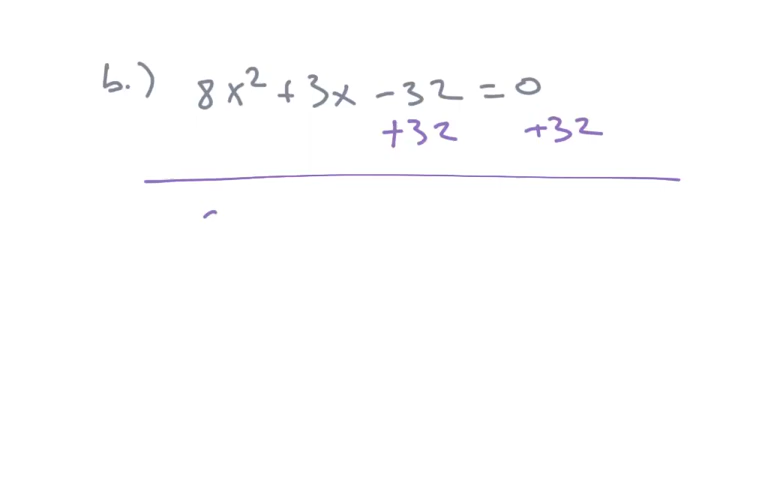 b.) 8x² + 3x - 32 = 0
+32 +32